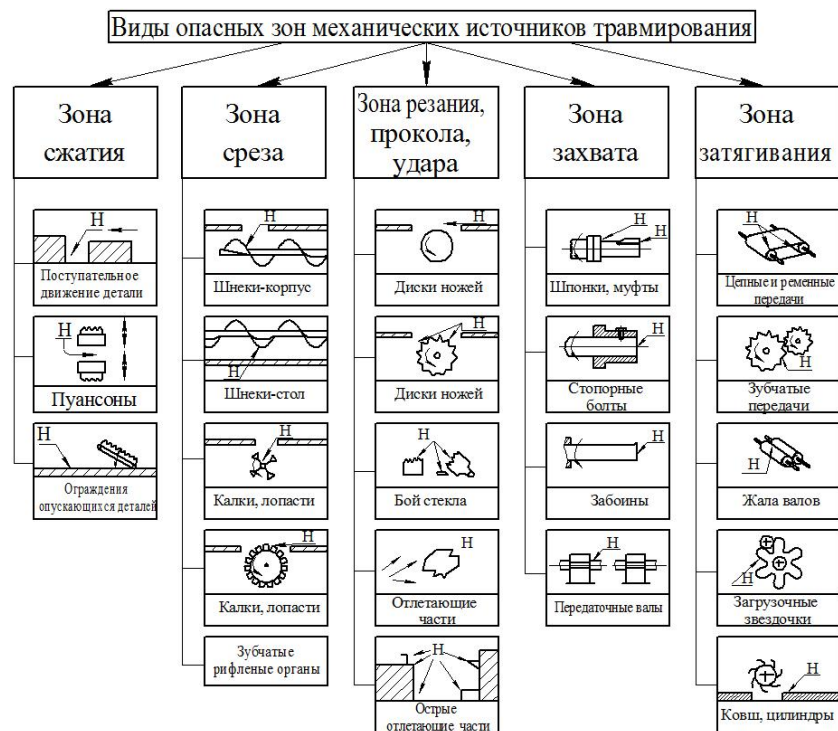 Виды опасных зон механических источников травмирования
Зона
сжатия
Зона
среза
Зона резания,
прокола,
удара
Зона
захвата
Зона
затягивания
Н
Поступательное
движение детали
Н
Пуансоны
Н
Ограждения
опускающихся деталей
Н
Шнеки-корпус
Н
Шнеки-стол
Н
Калки, лопасти
Н
Калки, лопасти
Зубчатые
рифленые органы
Н
Диски ножей
Н
Диски ножей
Н
Бой стекла
Н
Отлетающие
части
Н
Острые
отлетающие части
Н
Н
Шпонки, муфты
Н
Стопорные
болты
Н
Забоины
Н
Передаточные валы
Н
Цепные и ременные
передачи
Н
Зубчатые
передачи
Н
Жала валов
Н
Загрузочные
звездочки
Н
Ковш, цилиндры